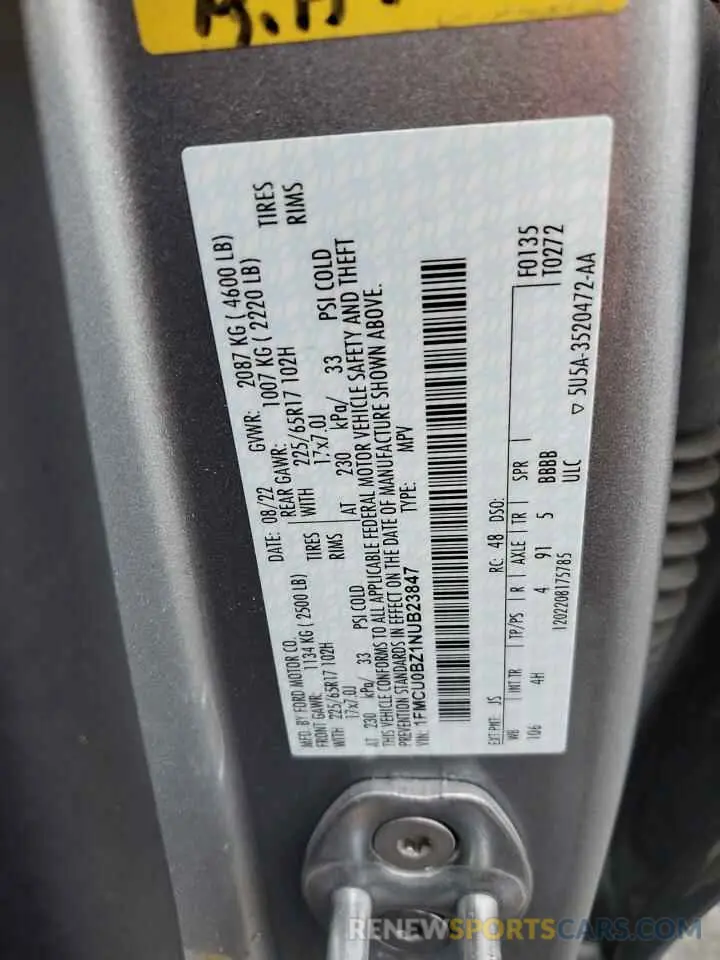 MFD. BY FORD MOTOR CO.
DATE: 08/22 GVWR: 2087 KG ( 4600 LB)
FRONT GAWR: 1134 KG ( 2500 LB)
REAR GAWR: 1007 KG ( 2220 LB)
WITH 225/65R17 102H TIRES
WITH 225/65R17 102H TIRES
17x7.0J RIMS
17x7.0J RIMS
AT 230 kPa/ 33 PSI COLD
AT 230 kPa/ 33 PSI COLD
THIS VEHICLE CONFORMS TO ALL APPLICABLE FEDERAL MOTOR VEHICLE SAFETY AND THEFT
PREVENTION STANDARDS IN EFFECT ON THE DATE OF MANUFACTURE SHOWN ABOVE.
VIN: 1FMCU0BZ1NUB23847 TYPE: MPV
F0135
T0272
EXT PNT: JS RC: 48 DSO:
WB INT TR TP/PS R AXLE TR SPR
106 4H 4 91 5 BBBB
1202208175785 ULC
▽ 5U5A-3520472-AA
RENEWSPORTSCARS.COM